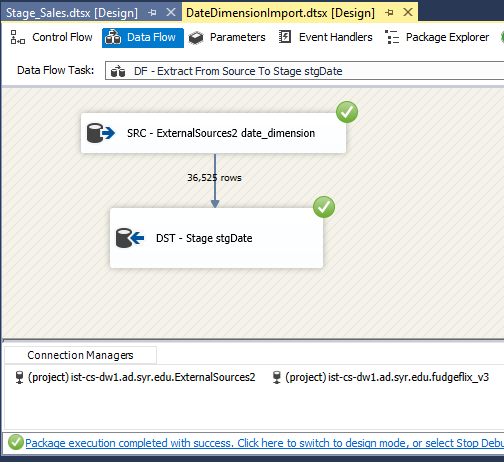 Stage_Sales.dtsx [Design] DateDimensionImport.dtsx [Design]
Control Flow Data Flow Parameters Event Handlers Package Explorer
Data Flow Task: DF - Extract From Source To Stage stgDate
SRC - ExternalSources2 date_dimension
36,525 rows
DST - Stage stgDate
Connection Managers
(project) ist-cs-dw1.ad.syr.edu.ExternalSources2 (project) ist-cs-dw1.ad.syr.edu.fudgeflix_v3
Package execution completed with success. Click here to switch to design mode, or select Stop Debu